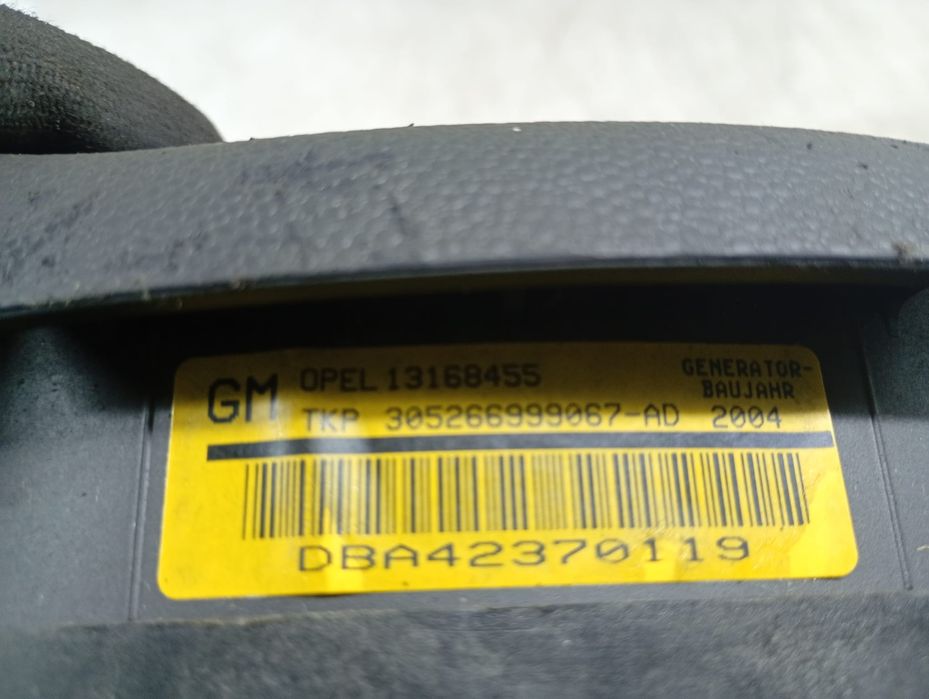 GM OPEL 13168455 GENERATOR-
BAUJAHR
TKP 305266999067-AD 2004
DBA42370119